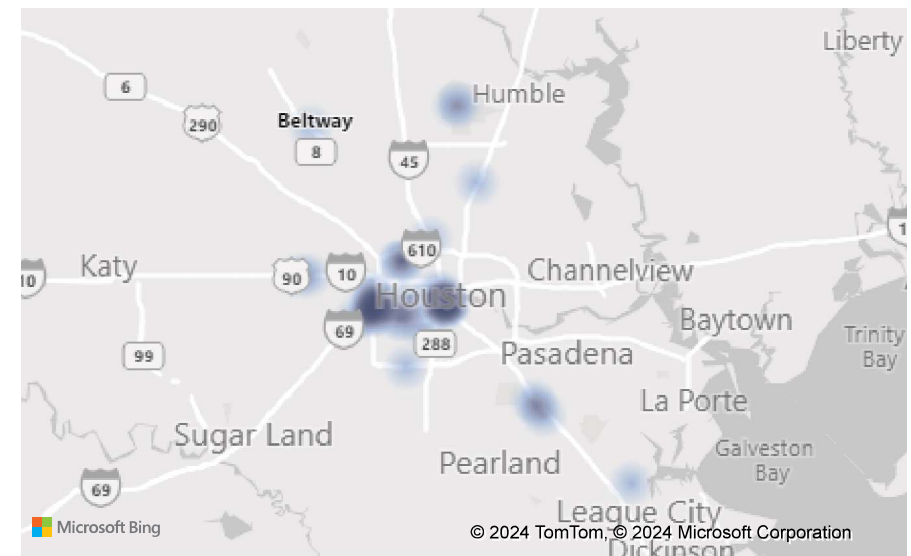 Liberty
6
Humble
290
Beltway
8
45
1
610
Katy
10
90
10
Channelview
Houston
Baytown
69
288
Trinity
Bay
99
Pasadena
La Porte
Sugar Land
Galveston
Bay
Pearland
69
League City
Microsoft Bing
© 2024 TomTom, © 2024 Microsoft Corporation
Dickinson